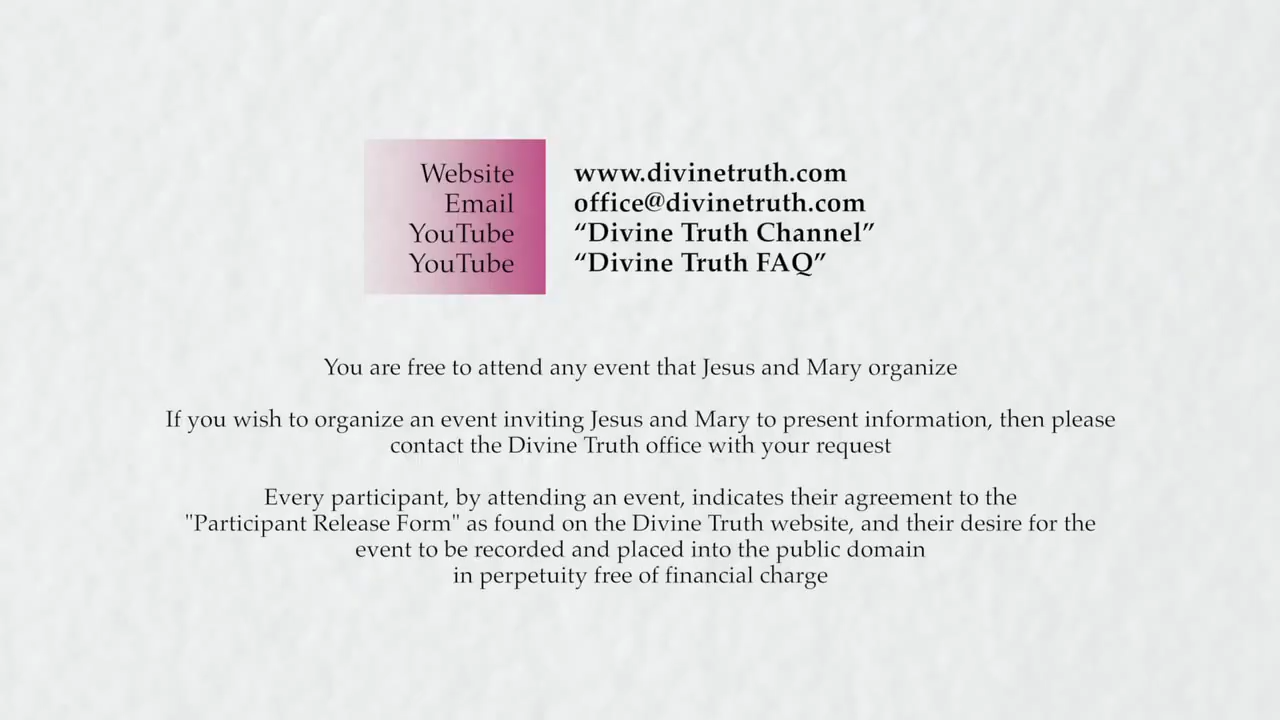 Website www.divinetruth.com
Email office@divinetruth.com
YouTube “Divine Truth Channel”
YouTube “Divine Truth FAQ”
You are free to attend any event that Jesus and Mary organize
If you wish to organize an event inviting Jesus and Mary to present information, then please
contact the Divine Truth office with your request
Every participant, by attending an event, indicates their agreement to the
"Participant Release Form" as found on the Divine Truth website, and their desire for the
event to be recorded and placed into the public domain
in perpetuity free of financial charge